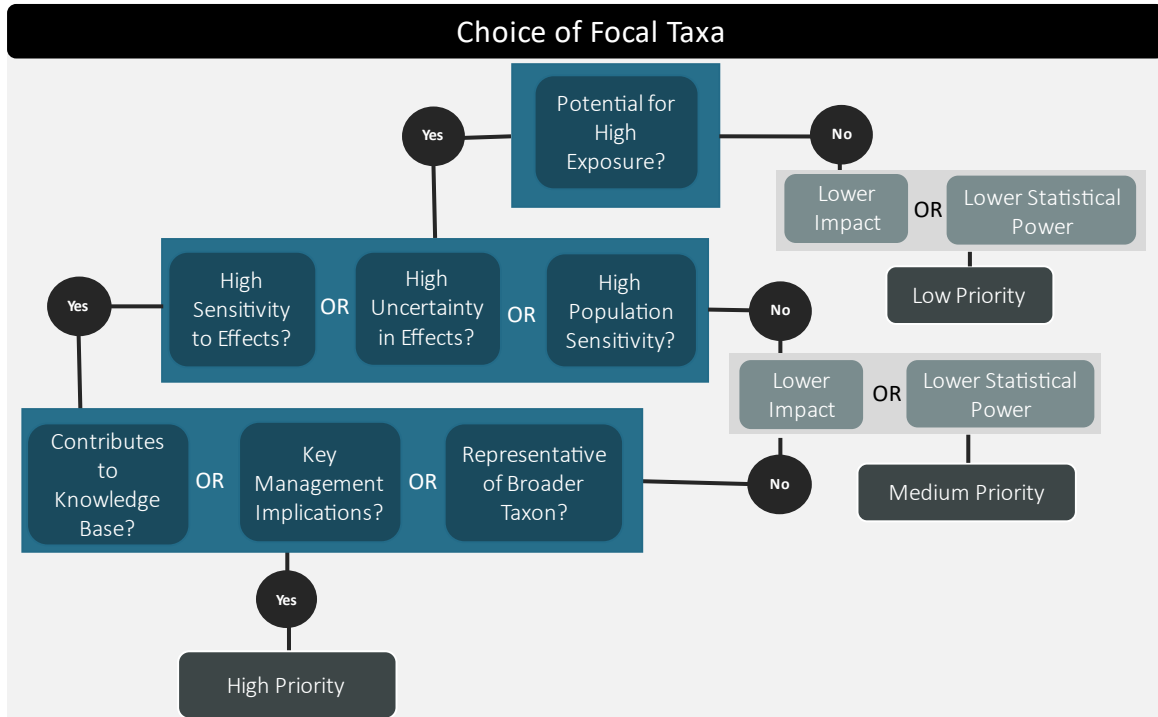 Choice of Focal Taxa
Potential for
High
Exposure?
Yes
No
Lower
Impact
OR
Lower Statistical
Power
Low Priority
High
Sensitivity
to Effects?
OR
High
Uncertainty
in Effects?
OR
High
Population
Sensitivity?
Yes
No
Lower
Impact
OR
Lower Statistical
Power
Medium Priority
Contributes
to
Knowledge
Base?
OR
Key
Management
Implications?
OR
Representative
of Broader
Taxon?
No
Yes
High Priority